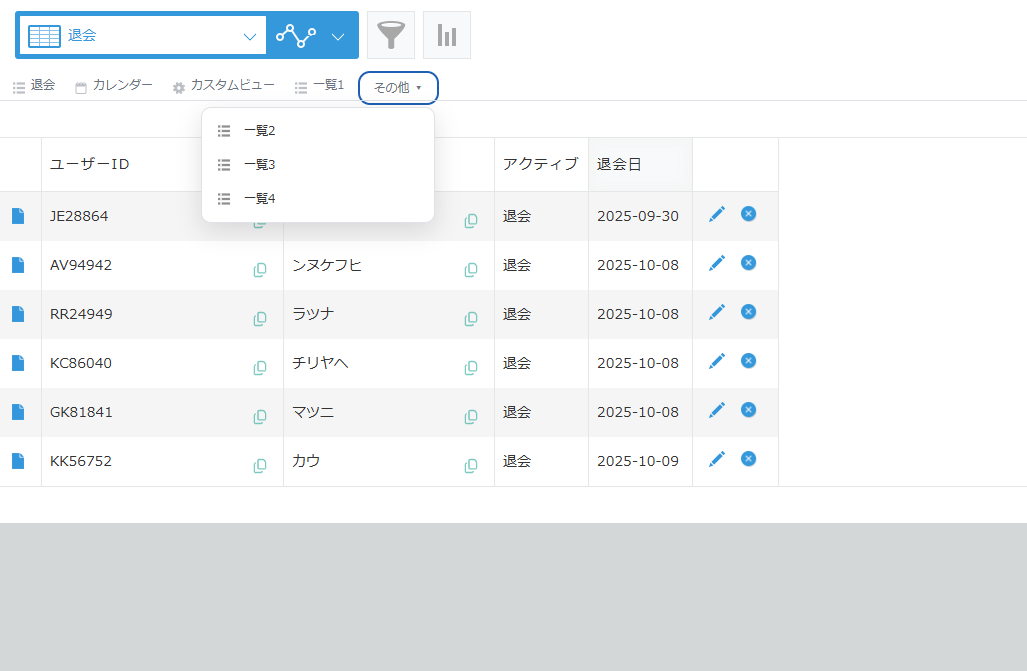 退会
退会 カレンダー カスタムビュー 一覧1 その他 ▾
一覧2
一覧3
一覧4
ユーザーID アクティブ 退会日
JE28864 退会 2025-09-30
AV94942 ンヌケフヒ 退会 2025-10-08
RR24949 ラツナ 退会 2025-10-08
KC86040 チリヤヘ 退会 2025-10-08
GK81841 マツニ 退会 2025-10-08
KK56752 カウ 退会 2025-10-09